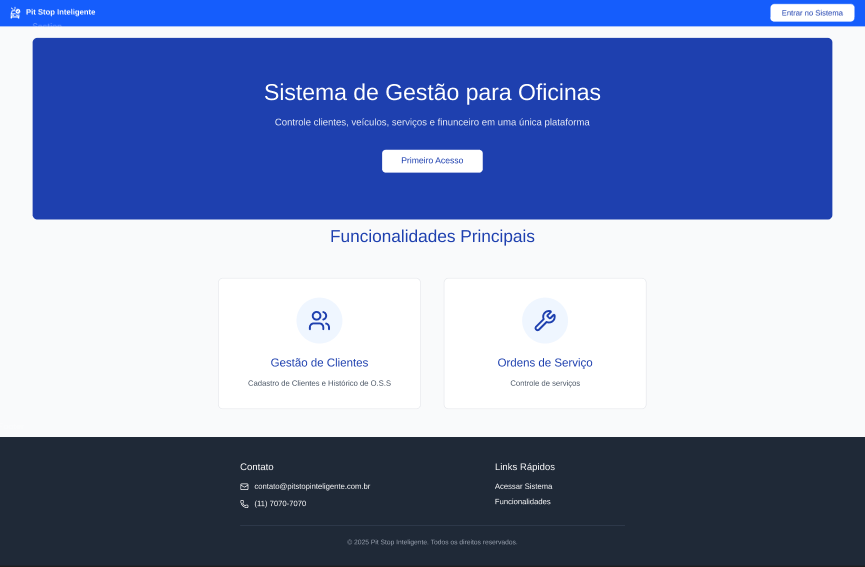 Pit Stop Inteligente
Entrar no Sistema
Sistema de Gestão para Oficinas
Controle clientes, veículos, serviços e finunceiro em uma única plataforma
Primeiro Acesso
Funcionalidades Principais
Gestão de Clientes
Cadastro de Clientes e Histórico de O.S.S
Ordens de Serviço
Controle de serviços
Contato
contato@pitstopinteligente.com.br
(11) 7070-7070
Links Rápidos
Acessar Sistema
Funcionalidades
© 2025 Pit Stop Inteligente. Todos os direitos reservados.